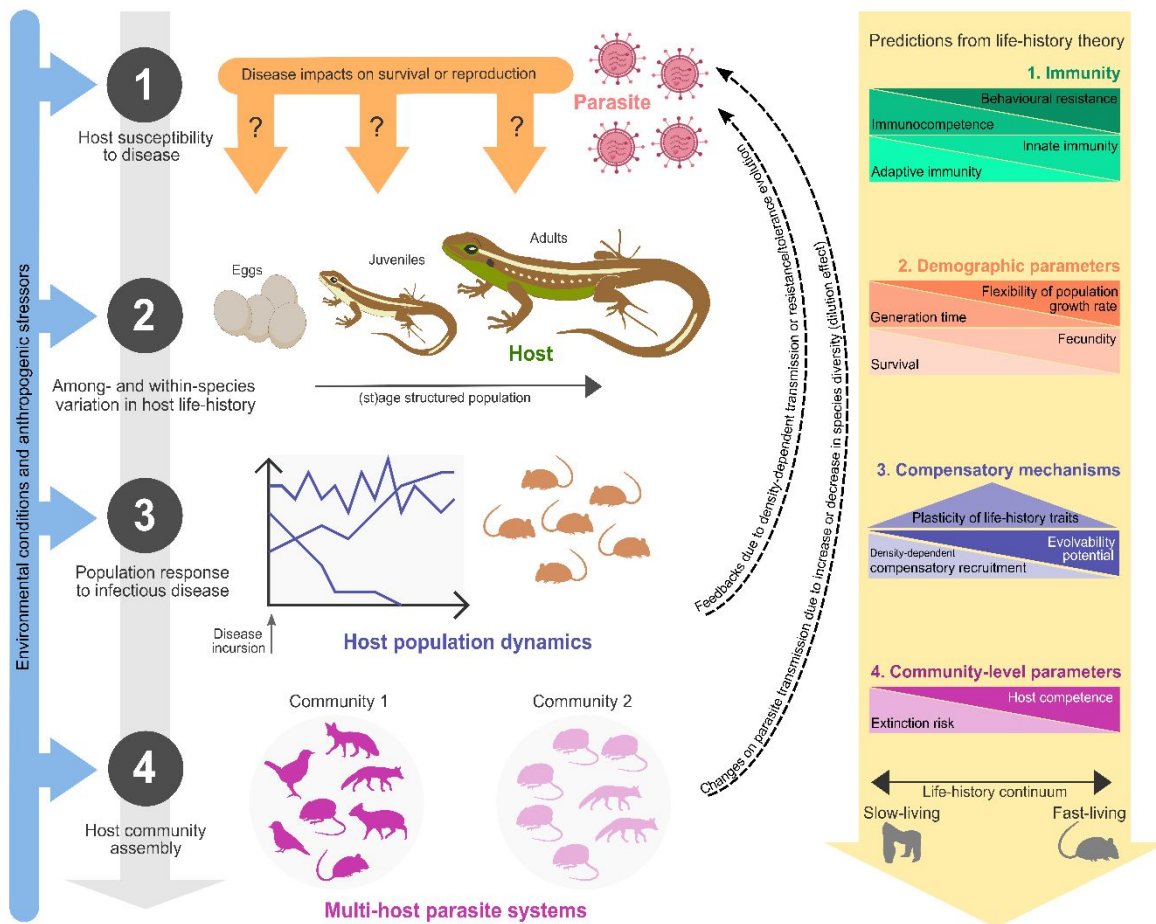 Environmental conditions and anthropogenic stressors
1
Host susceptibility
to disease
Disease impacts on survival or reproduction
?
?
?
Parasite
2
Among- and within-species
variation in host life-history
Eggs
Juveniles
Adults
Host
(st)age structured population
3
Population response
to infectious disease
Disease
incursion
Host population dynamics
4
Host community
assembly
Community 1
Community 2
Multi-host parasite systems
Feedbacks due to density-dependent transmission or resistance/tolerance evolution
Changes on parasite transmission due to increase or decrease in species diversity (dilution effect)
Predictions from life-history theory
1. Immunity
Behavioural resistance
Immunocompetence
Innate immunity
Adaptive immunity
2. Demographic parameters
Flexibility of population
growth rate
Generation time
Fecundity
Survival
3. Compensatory mechanisms
Plasticity of life-history traits
Evolvability
potential
Density-dependent
compensatory recruitment
4. Community-level parameters
Host competence
Extinction risk
Life-history continuum
Slow-living
Fast-living